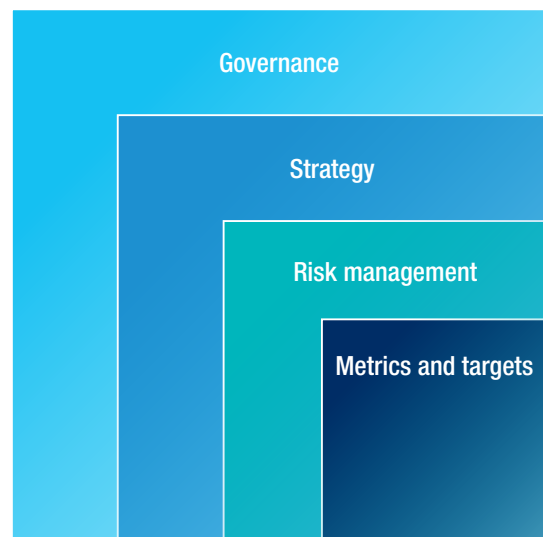 Governance
Strategy
Risk management
Metrics and targets